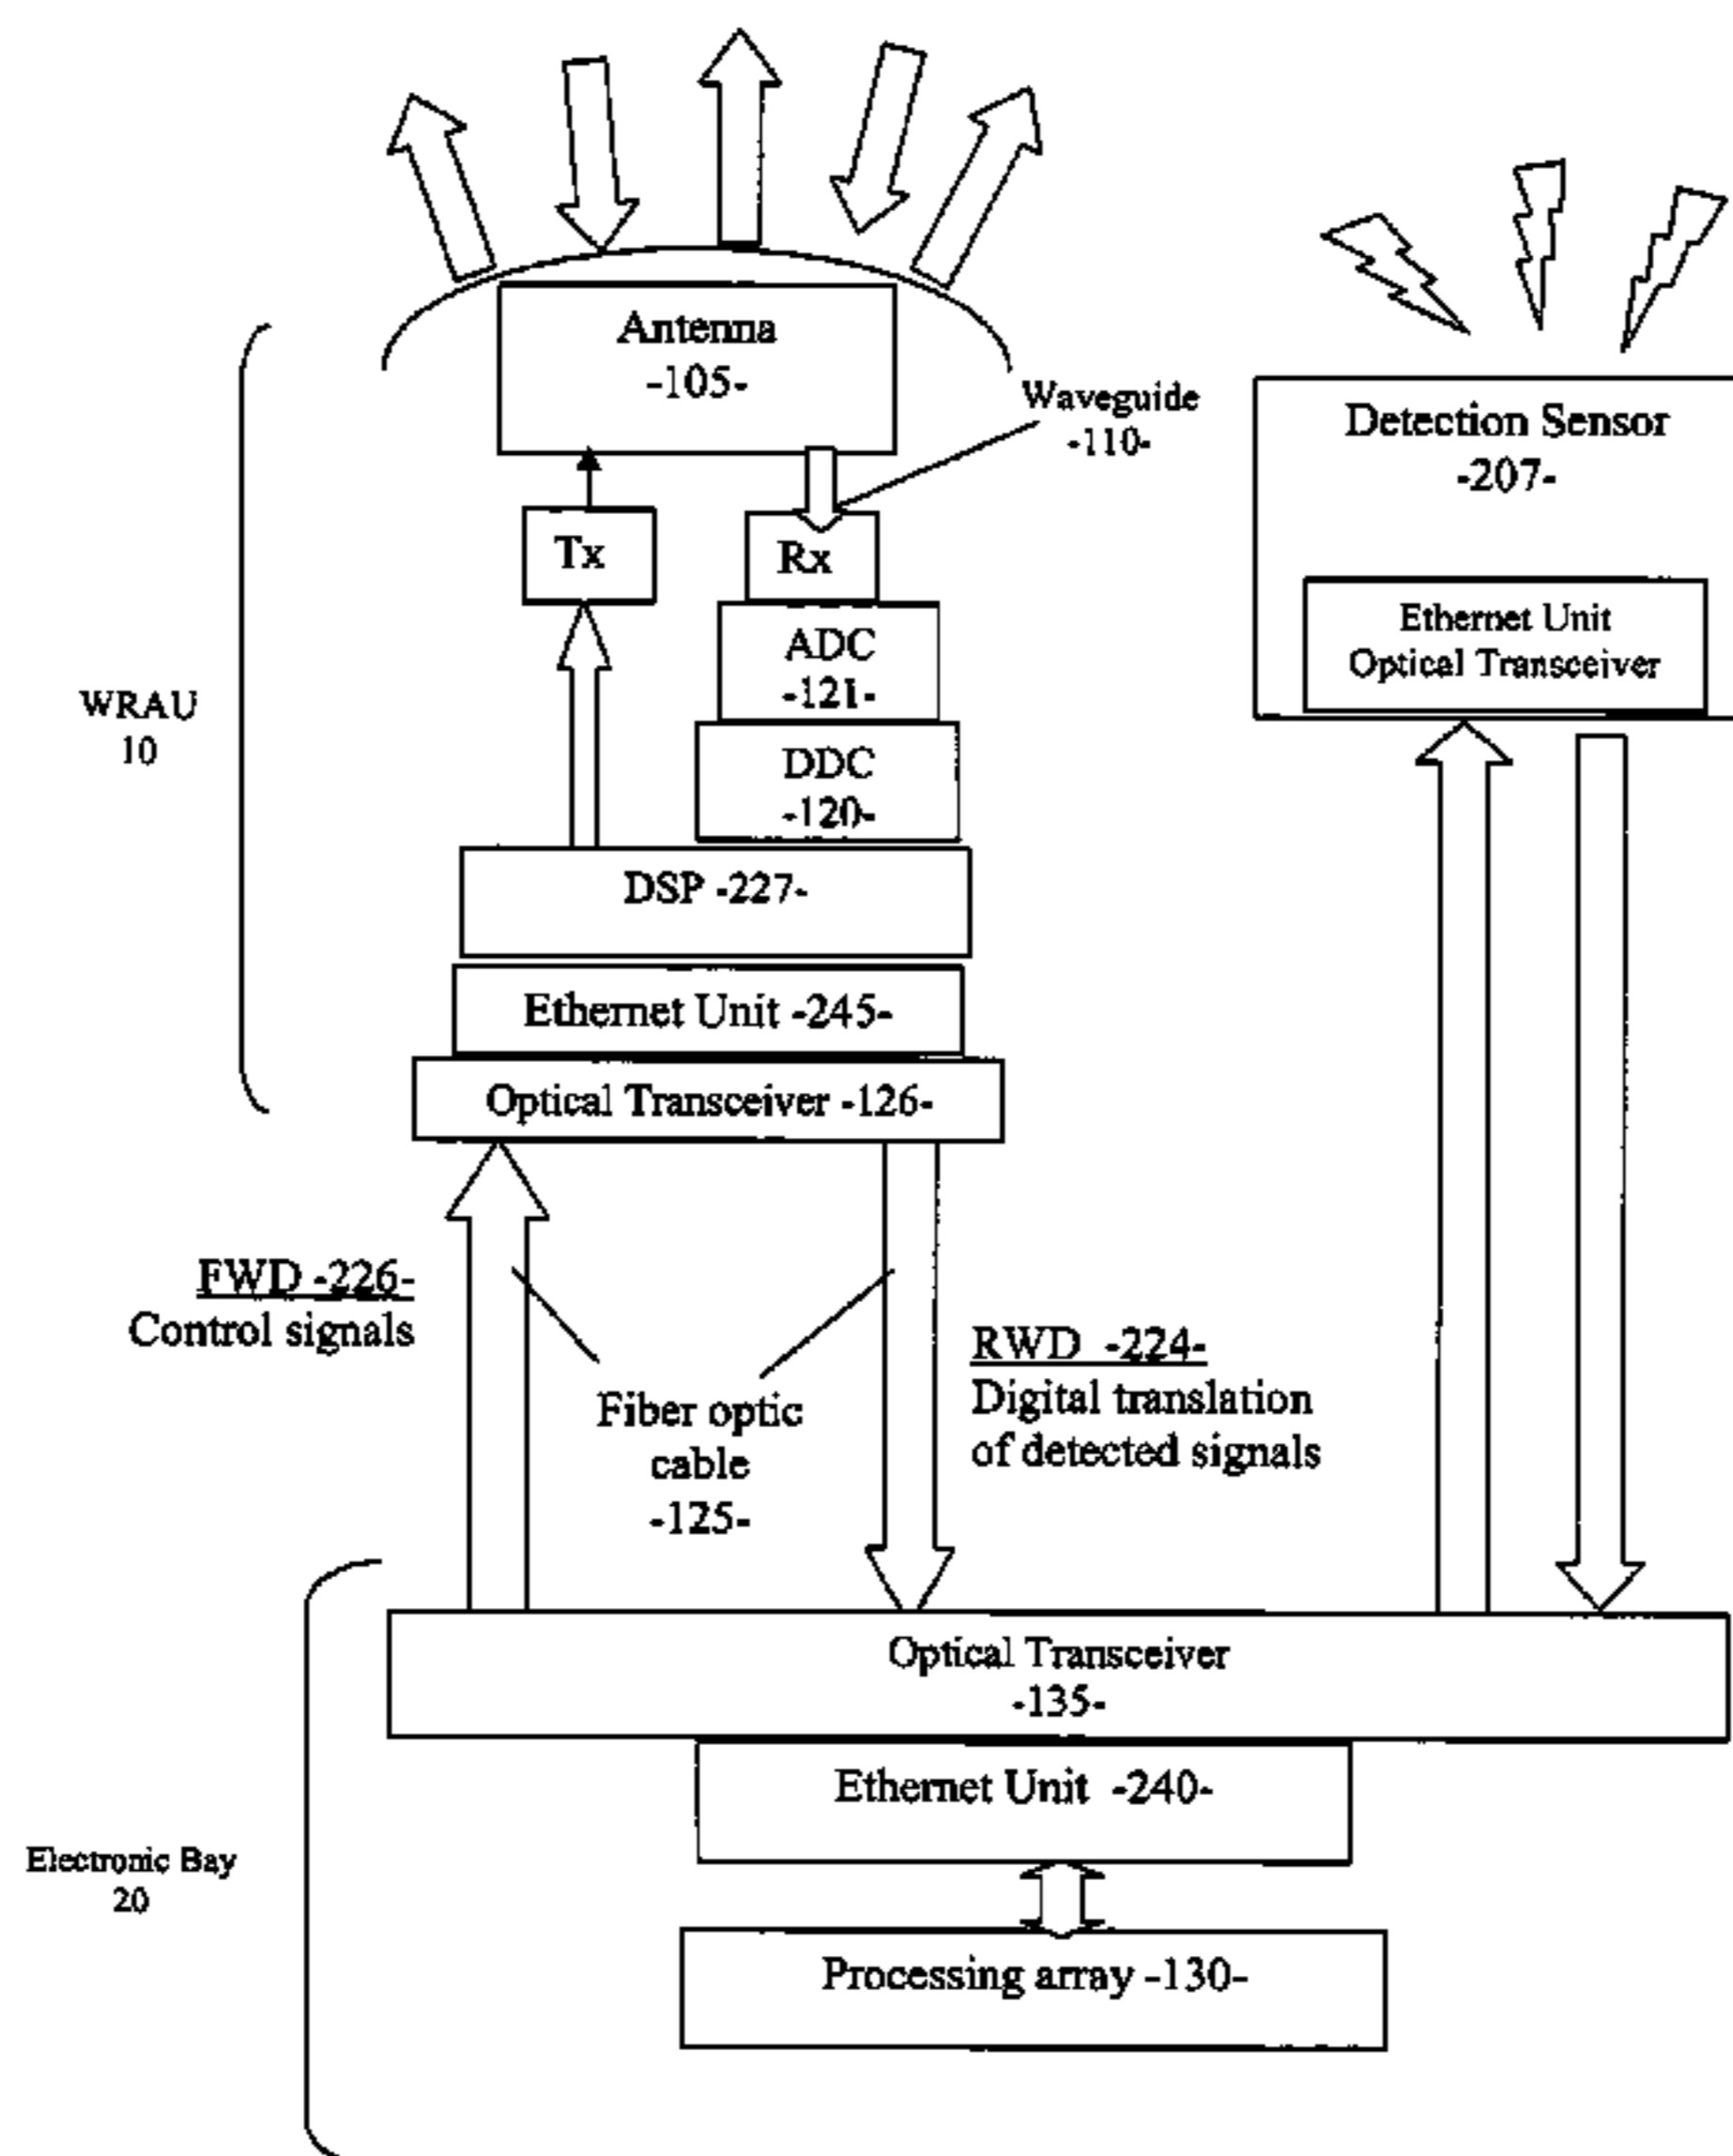 Antenna
-105-
Waveguide
-110-
Detection Sensor
-207-
Tx
Rx
Ethernet Unit
Optical Transceiver
ADC
-121-
WRAU
10
DDC
-120-
DSP -227-
Ethernet Unit -245-
Optical Transceiver -126-
FWD -226-
Control signals
RWD -224-
Digital translation
of detected signals
Fiber optic
cable
-125-
Optical Transceiver
-135-
Ethernet Unit -240-
Electronic Bay
20
Processing array -130-